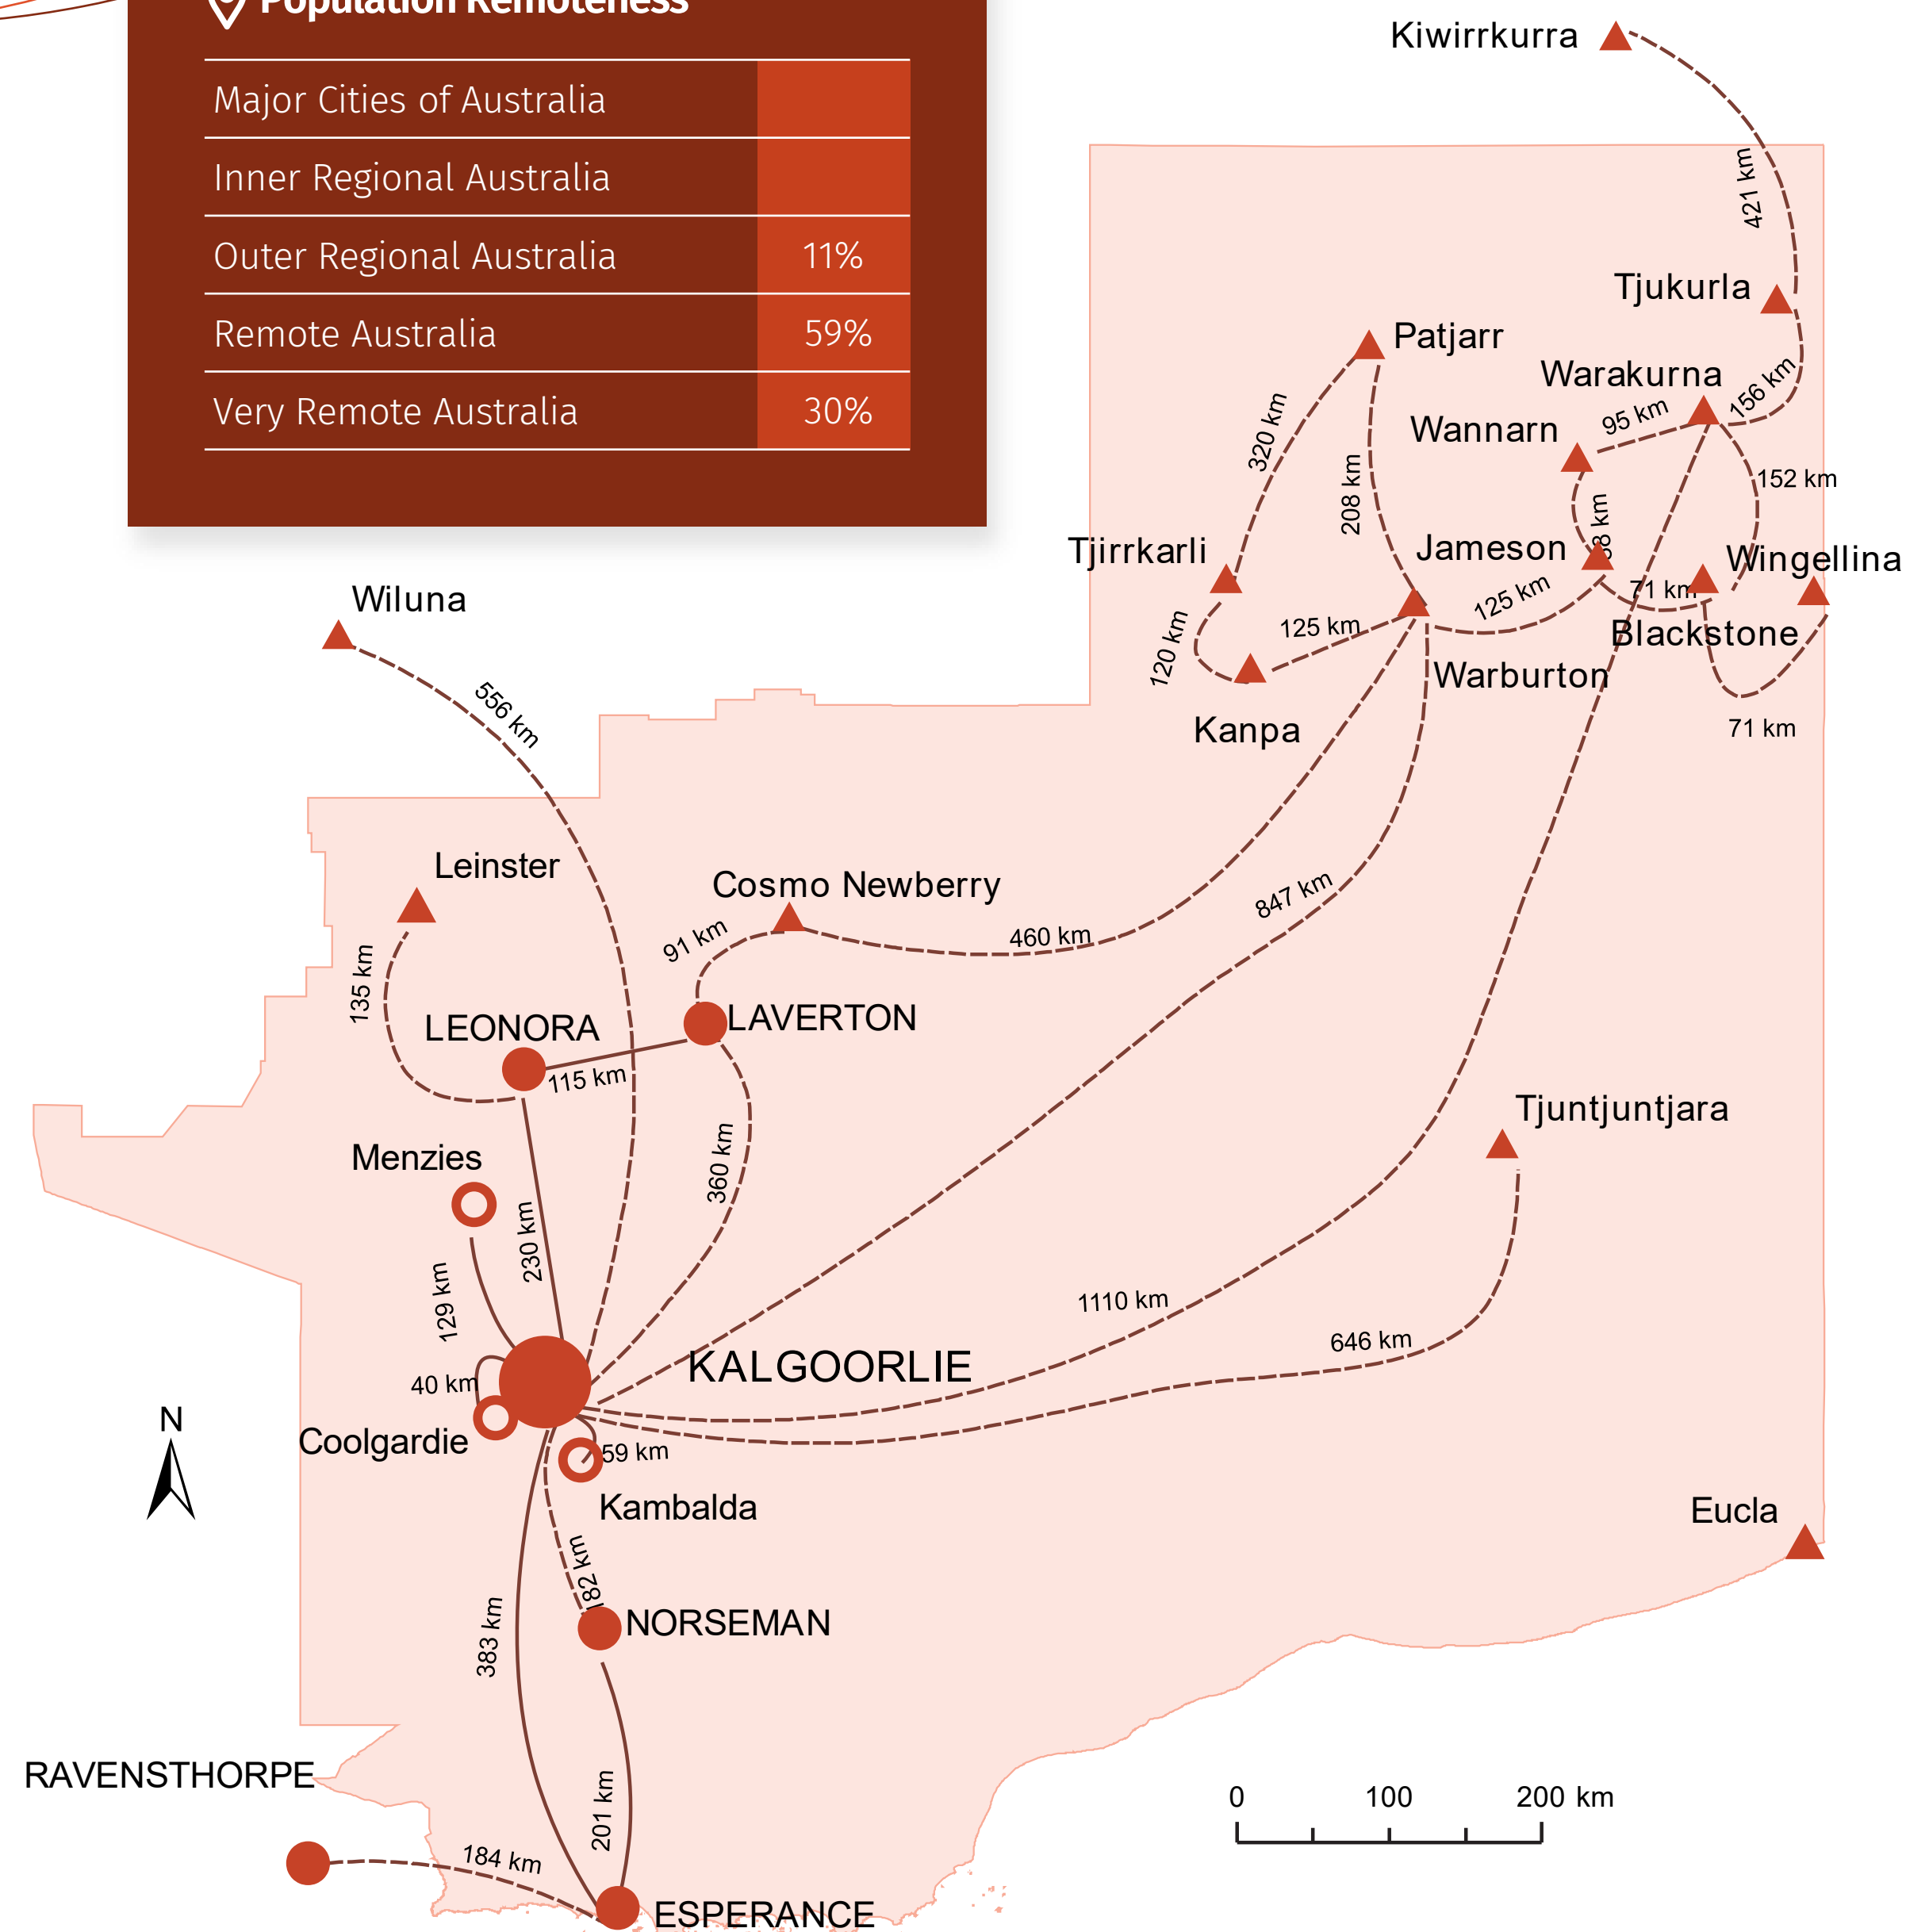 Population Remoteness
Major Cities of Australia
Inner Regional Australia
Outer Regional Australia 11%
Remote Australia 59%
Very Remote Australia 30%
Kiwirrkurra
421 km
Tjukurla
Patjarr
Warakurna
156 km
95 km
Wannarn
320 km
208 km
152 km
km
Tjirrkarli
Jameson
Wingellina
125 km
71 km
120 km
125 km
Blackstone
Warburton
Kanpa
71 km
Wiluna
556 km
Leinster
Cosmo Newberry
847 km
91 km
460 km
135 km
LEONORA
LAVERTON
115 km
Tjuntjuntjara
Menzies
360 km
230 km
129 km
1110 km
646 km
KALGOORLIE
40 km
N
Coolgardie
59 km
Kambalda
Eucla
182 km
NORSEMAN
383 km
RAVENSTHORPE
201 km
0 100 200 km
184 km
ESPERANCE